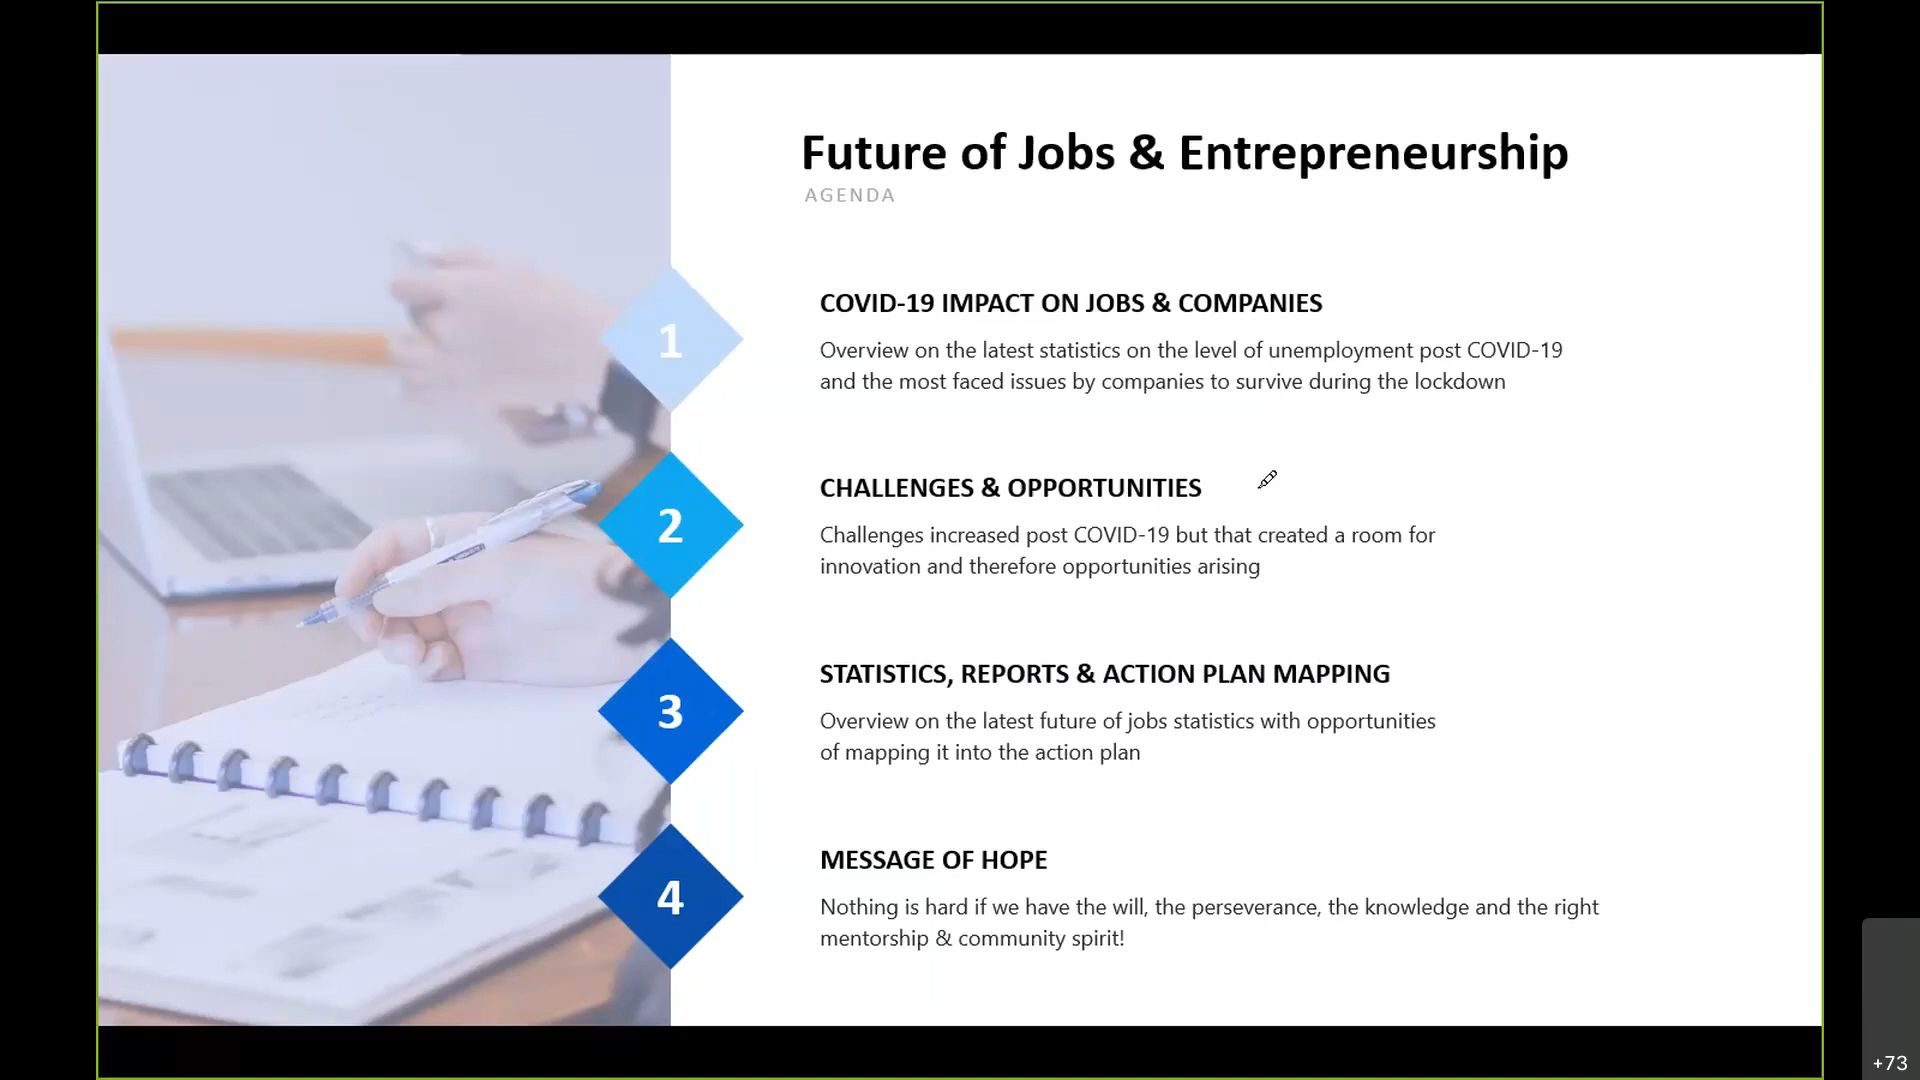 Future of Jobs & Entrepreneurship
AGENDA
1
COVID-19 IMPACT ON JOBS & COMPANIES
Overview on the latest statistics on the level of unemployment post COVID-19
and the most faced issues by companies to survive during the lockdown
2
CHALLENGES & OPPORTUNITIES
Challenges increased post COVID-19 but that created a room for
innovation and therefore opportunities arising
3
STATISTICS, REPORTS & ACTION PLAN MAPPING
Overview on the latest future of jobs statistics with opportunities
of mapping it into the action plan
4
MESSAGE OF HOPE
Nothing is hard if we have the will, the perseverance, the knowledge and the right
mentorship & community spirit!
+73